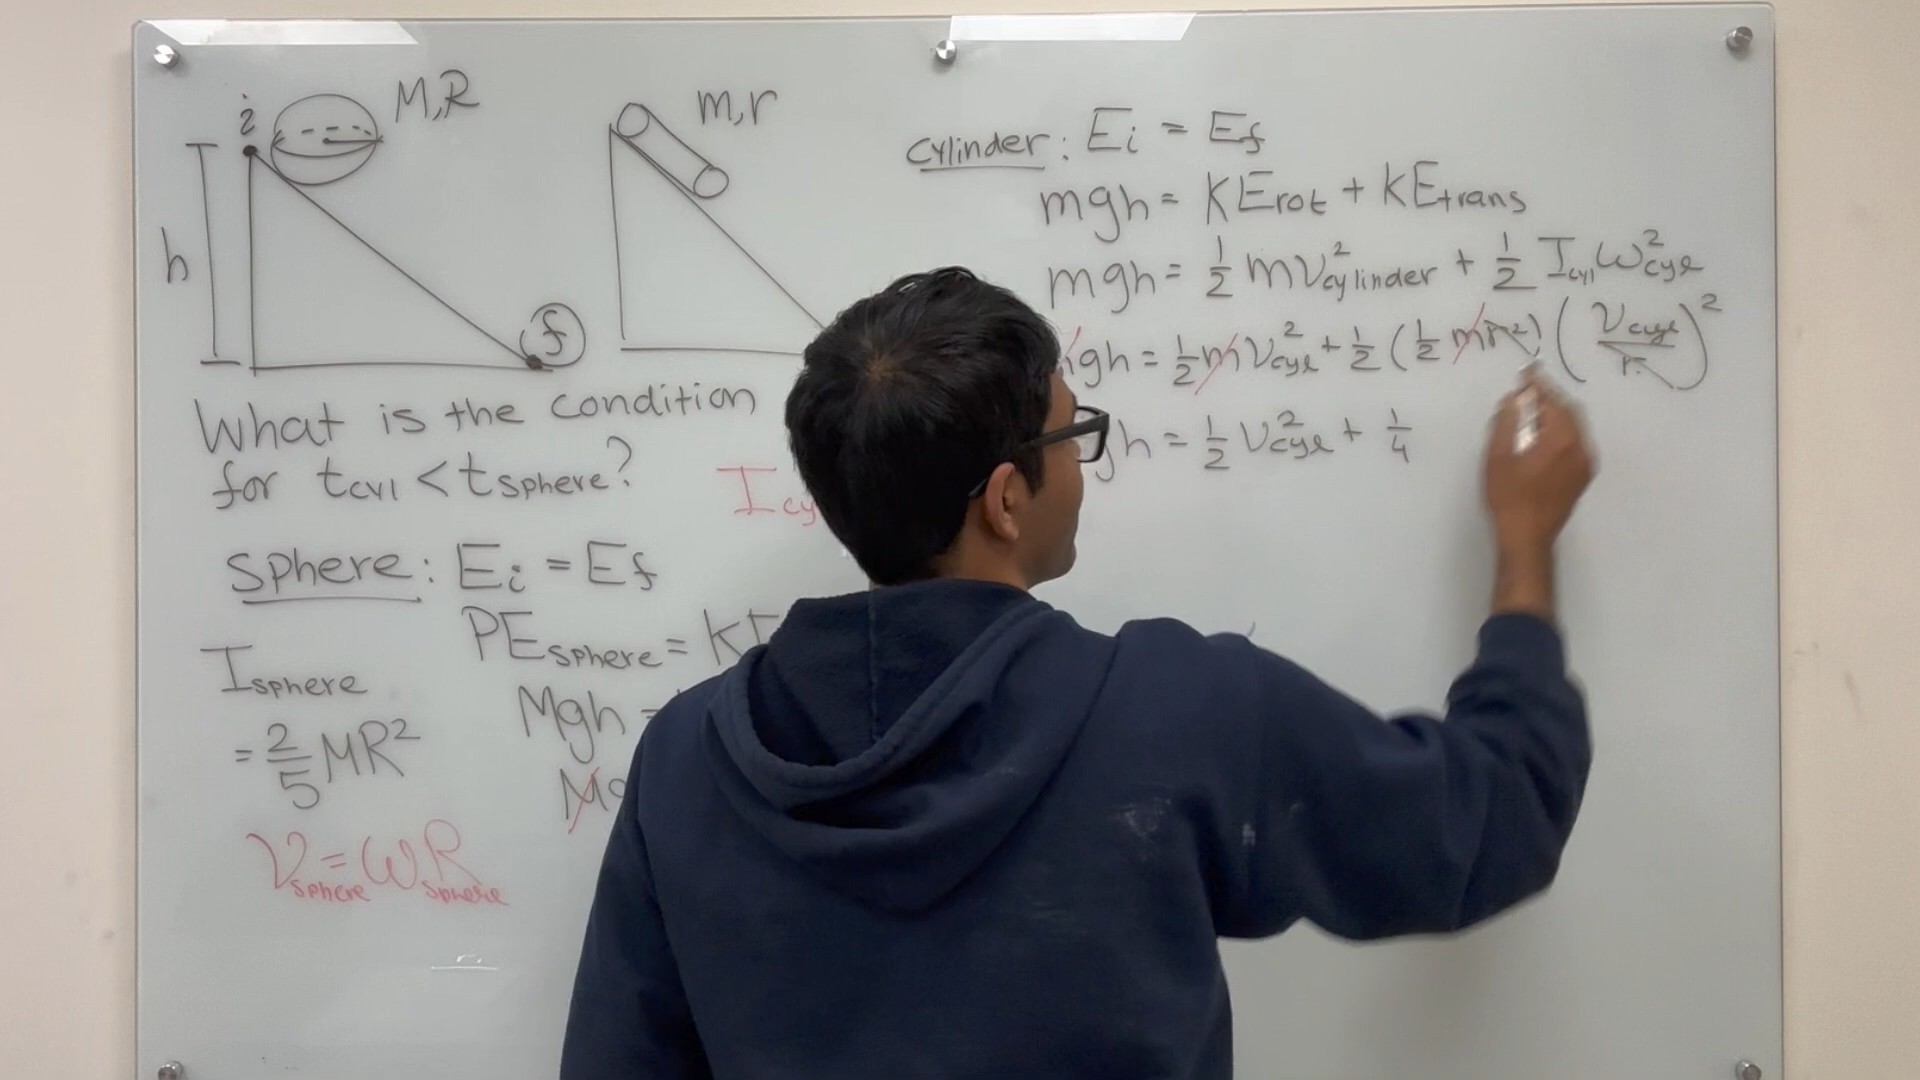 i
M,R
h
f
m,r
What is the condition
for tcyl < tsphere?
Sphere: Ei = Ef
PEsphere = KE
Isphere
= 2/5 MR²
Mgh =
Vsphere = ωRsphere
Icy
Cylinder: Ei = Ef
mgh = KErot + KEtrans
mgh = 1/2 mv²cylinder + 1/2 Icyl ω²cyl
gh = 1/2 m v²cyl + 1/2 (1/2 mr²) (vcyl/r)²
gh = 1/2 v²cyl + 1/4